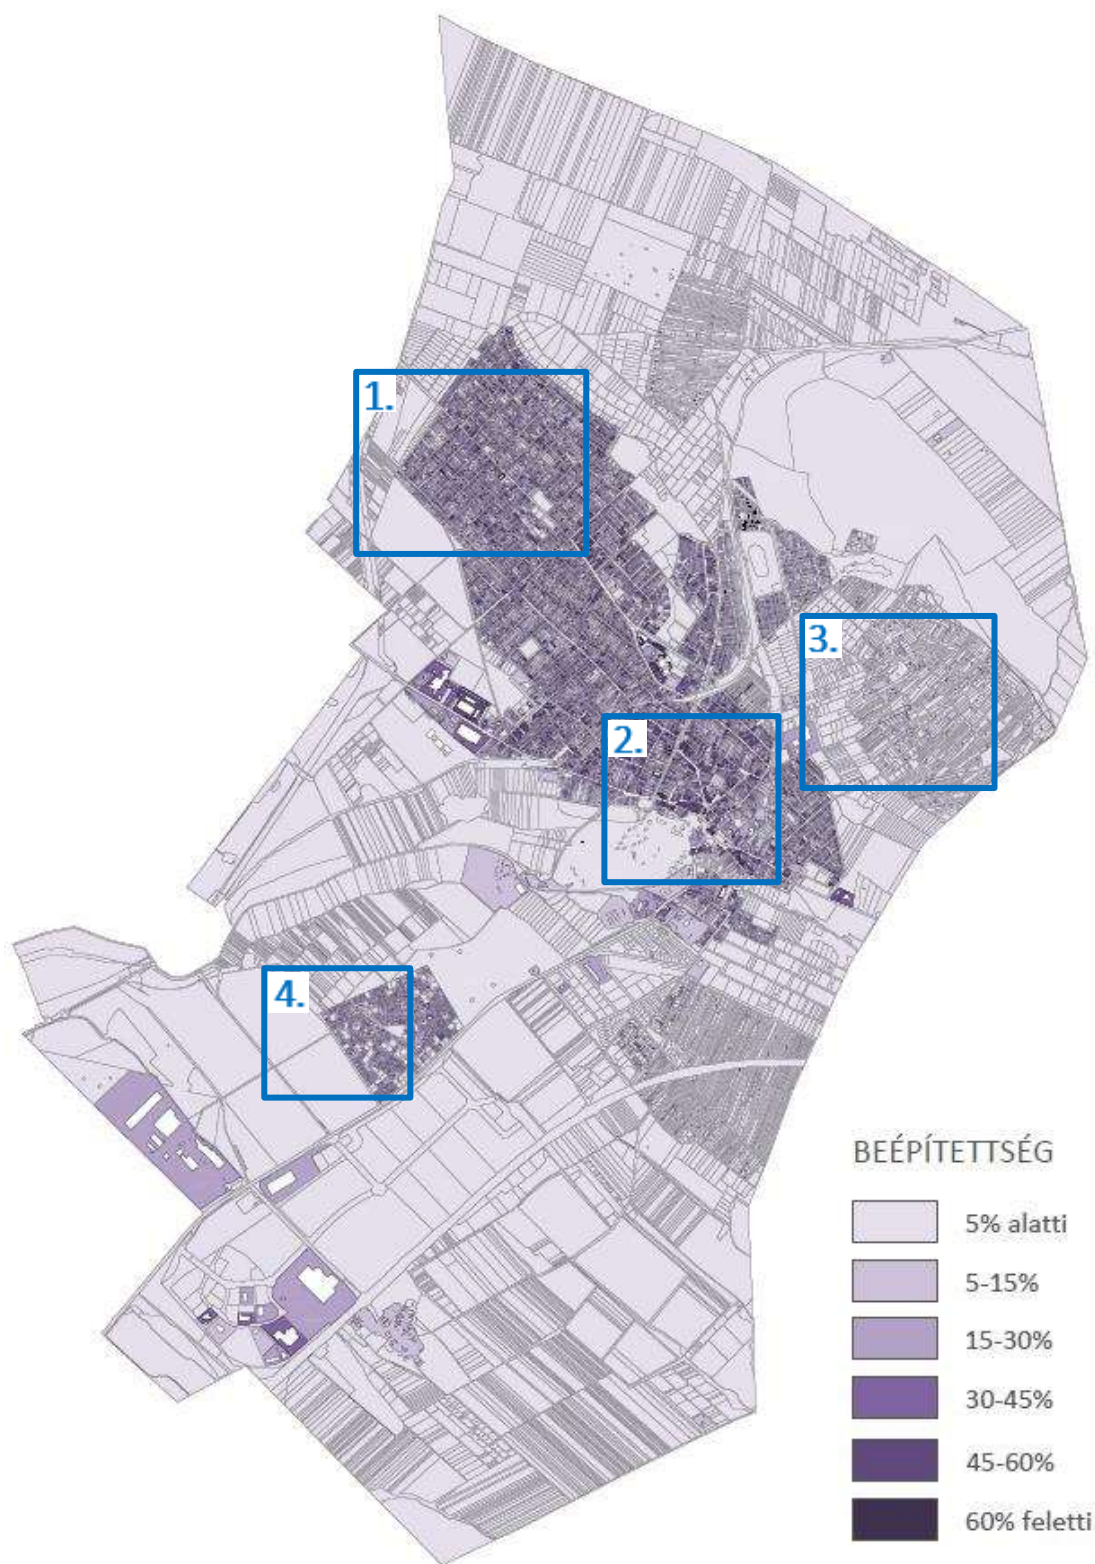 1.
3.
2.
4.
BEÉPÍTETTSÉG
5% alatti
5-15%
15-30%
30-45%
45-60%
60% feletti